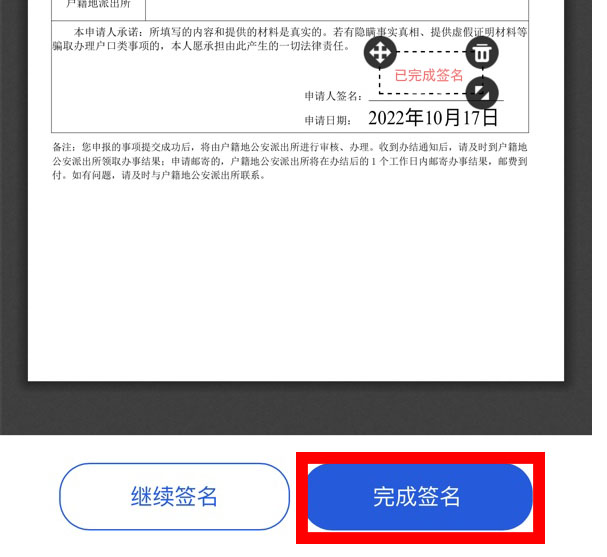 户籍地派出所
本申请人承诺：所填写的内容和提供的材料是真实的。若有隐瞒事实真相、提供虚假证明材料等
骗取办理户口类事项的，本人愿承担由此产生的一切法律责任。
已完成签名
申请人签名：
申请日期： 2022年10月17日
备注：您申报的事项提交成功后，将由户籍地公安派出所进行审核、办理。收到办结通知后，请及时到户籍地
公安派出所领取办事结果；申请邮寄的，户籍地公安派出所将在办结后的 1 个工作日内邮寄办事结果，邮费到
付。如有问题，请及时与户籍地公安派出所联系。
继续签名
完成签名